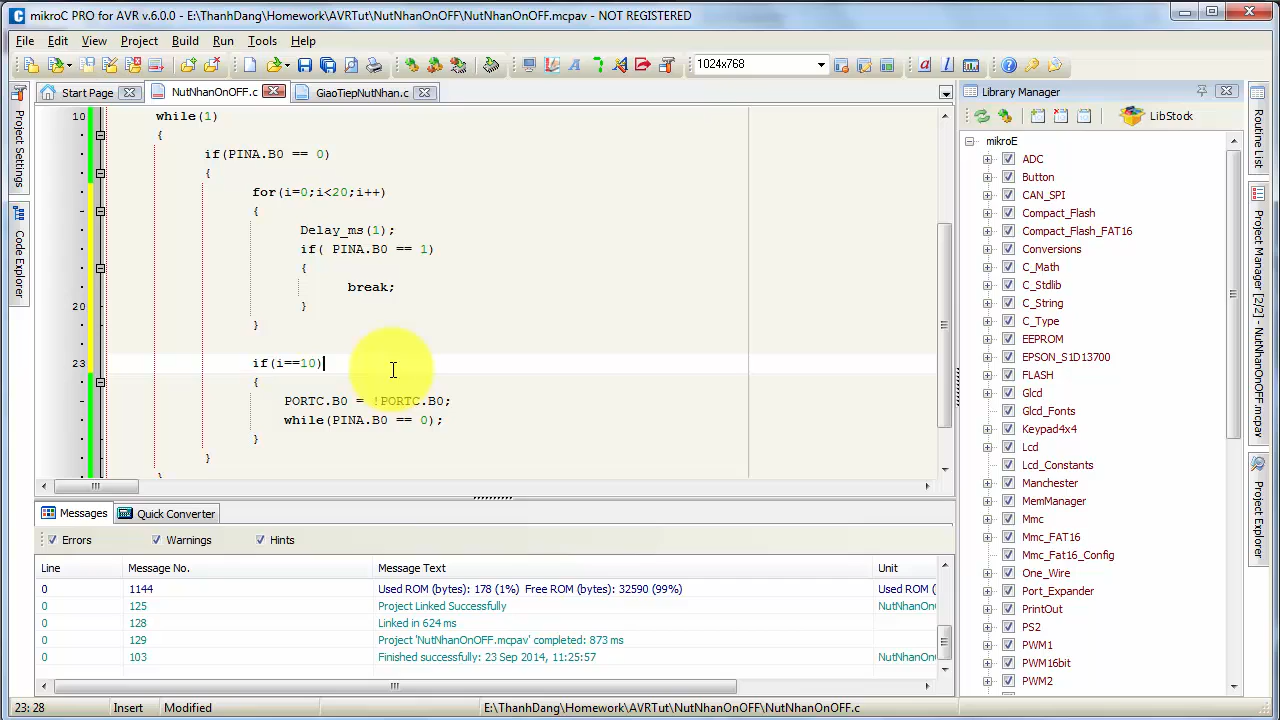 mikroC PRO for AVR v.6.0.0 - E:\ThanhDang\Homework\AVRTut\NutNhanOnOFF\NutNhanOnOFF.mcpav - NOT REGISTERED
File Edit View Project Build Run Tools Help
1024x768
Start Page NutNhanOnOFF.c GiaoTiepNutNhan.c
Project Settings
Code Explorer
10 while(1)
{
if(PINA.B0 == 0)
{
for(i=0;i<20;i++)
{
Delay_ms(1);
if( PINA.B0 == 1)
{
break;
20 }
}
23 if(i==10)
{
PORTC.B0 = !PORTC.B0;
while(PINA.B0 == 0);
}
}
}
Messages Quick Converter
Errors Warnings Hints
Line Message No. Message Text Unit
0 1144 Used ROM (bytes): 178 (1%) Free ROM (bytes): 32590 (99%) Used ROM (
0 125 Project Linked Successfully NutNhanOn
0 128 Linked in 624 ms
0 129 Project 'NutNhanOnOFF.mcpav' completed: 873 ms
0 103 Finished successfully: 23 Sep 2014, 11:25:57 NutNhanOn
23: 28 Insert Modified E:\ThanhDang\Homework\AVRTut\NutNhanOnOFF\NutNhanOnOFF.c
Library Manager
LibStock
mikroE
ADC
Button
CAN_SPI
Compact_Flash
Compact_Flash_FAT16
Conversions
C_Math
C_Stdlib
C_String
C_Type
EEPROM
EPSON_S1D13700
FLASH
Glcd
Glcd_Fonts
Keypad4x4
Lcd
Lcd_Constants
Manchester
MemManager
Mmc
Mmc_FAT16
Mmc_Fat16_Config
One_Wire
Port_Expander
PrintOut
PS2
PWM1
PWM16bit
PWM2
Routine List
Project Manager [2/2] - NutNhanOnOFF.mcpav
Project Explorer